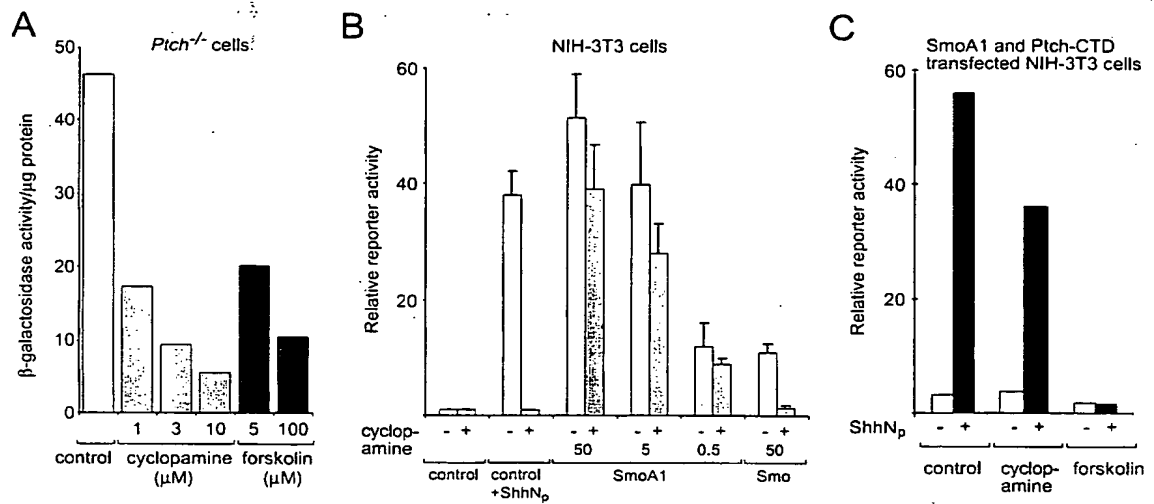 A
Ptch-/- cells
β-galactosidase activity/µg protein
50
40
30
20
10
0
1 3 10 5 100
control cyclopamine (µM) forskolin (µM)
B
NIH-3T3 cells
Relative reporter activity
60
40
20
cyclop-amine
- + - + - + - + - + - +
50 5 0.5 50
control control +ShhNp SmoA1 Smo
C
SmoA1 and Ptch-CTD
transfected NIH-3T3 cells
Relative reporter activity
60
40
20
0
ShhNp - + - + - +
control cyclop-amine forskolin